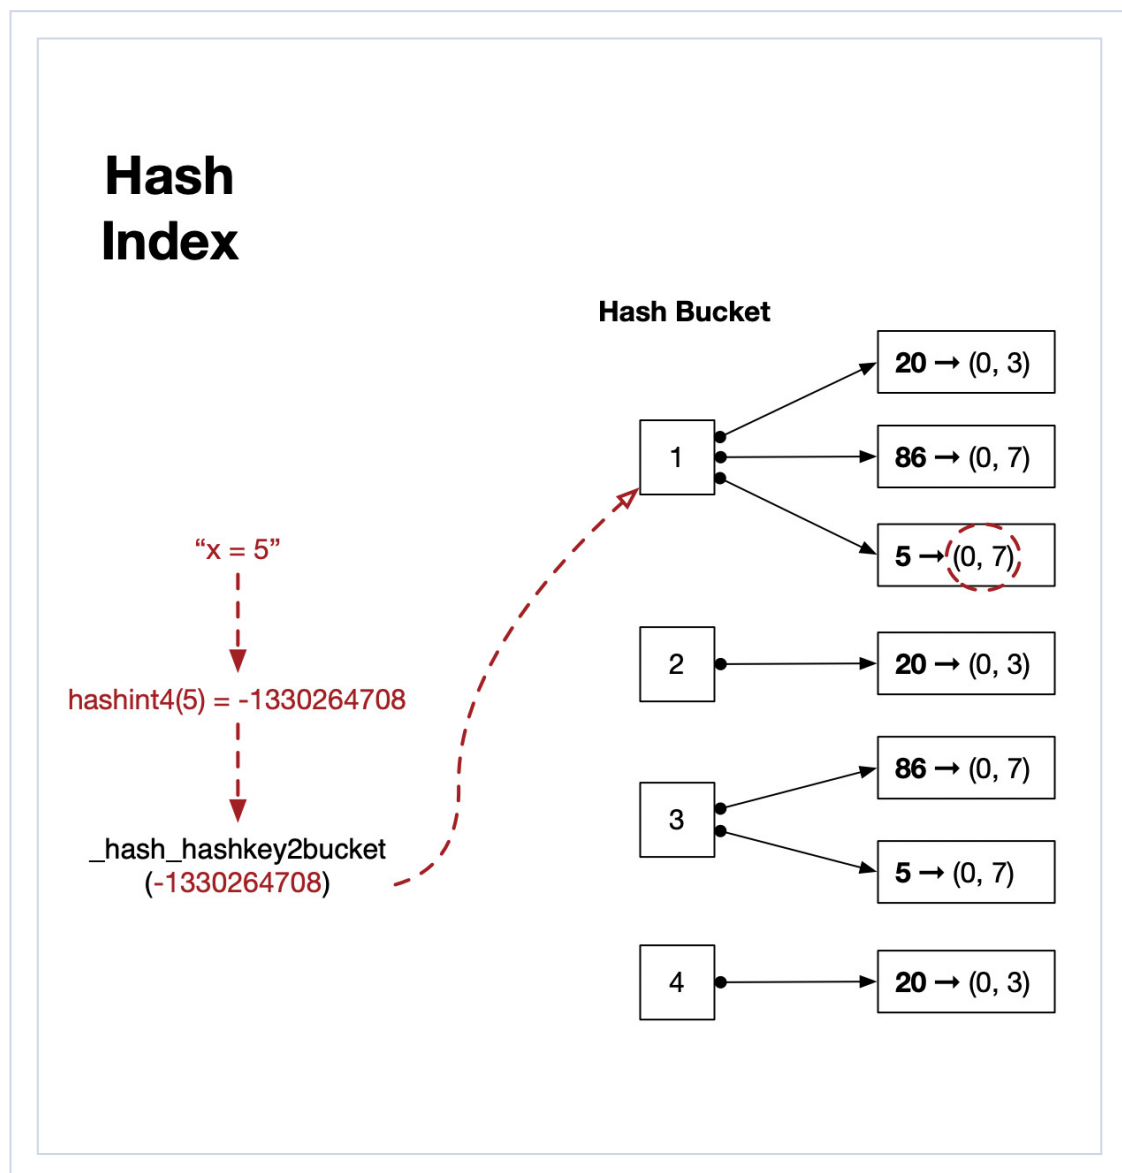 Hash
Index
Hash Bucket
20 → (0, 3)
1
86 → (0, 7)
5 → (0, 7)
“x = 5”
2
20 → (0, 3)
hashint4(5) = -1330264708
86 → (0, 7)
3
_hash_hashkey2bucket
(-1330264708)
5 → (0, 7)
4
20 → (0, 3)